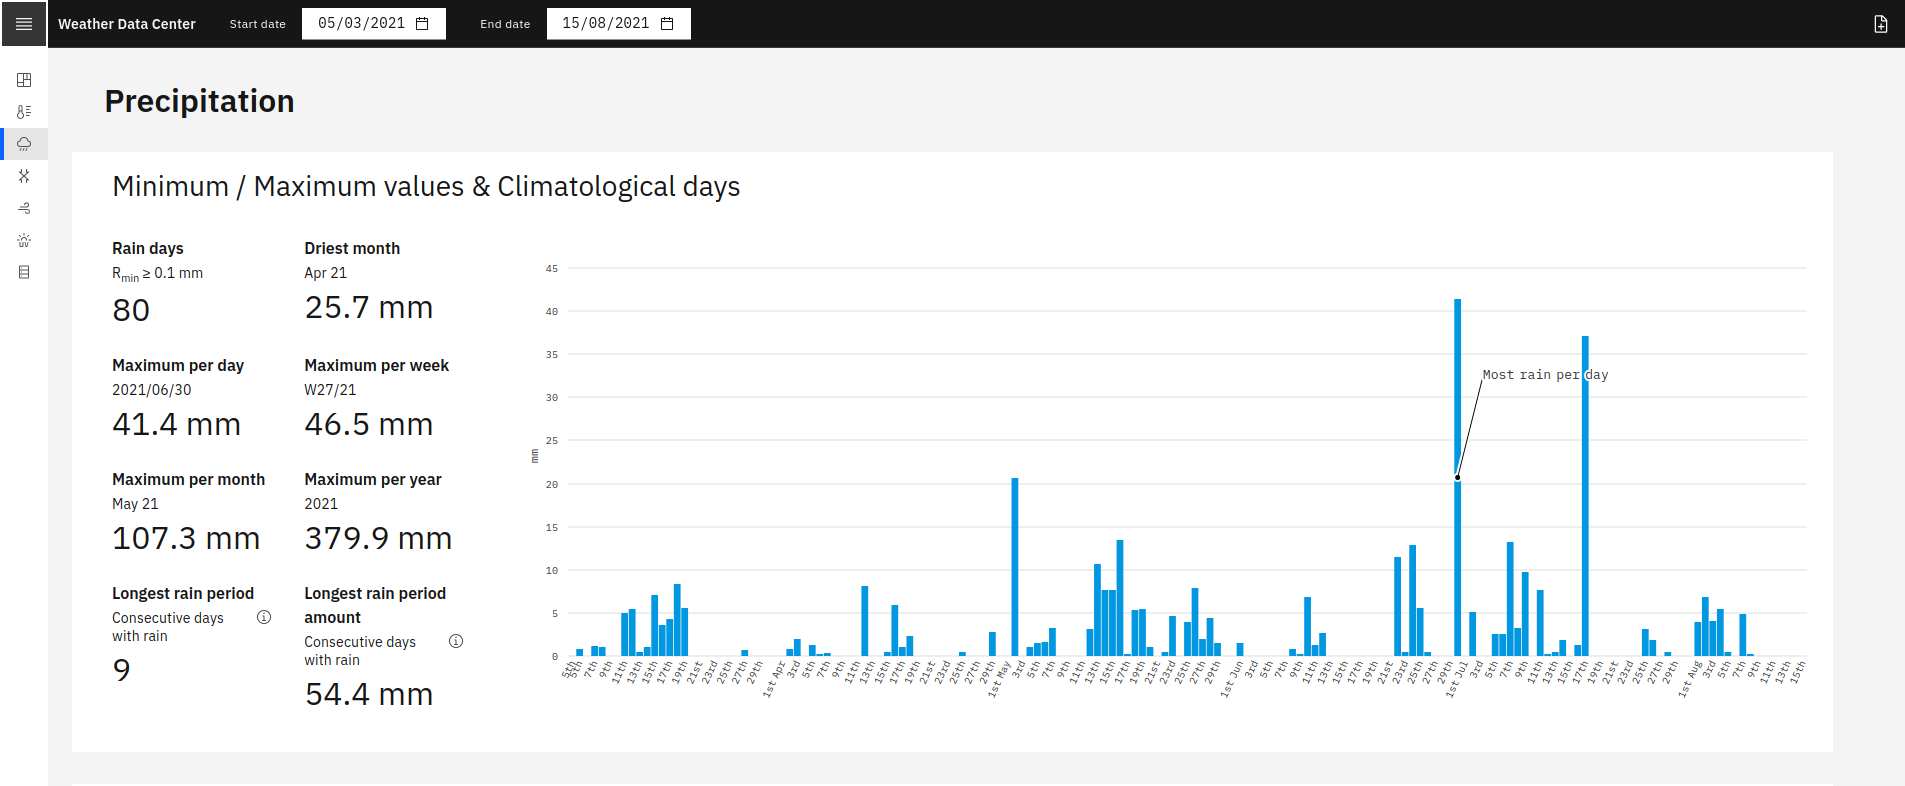 Weather Data Center Start date 05/03/2021 End date 15/08/2021
Precipitation
Minimum / Maximum values & Climatological days
Rain days
Rmin ≥ 0.1 mm
80
Driest month
Apr 21
25.7 mm
Maximum per day
2021/06/30
41.4 mm
Maximum per week
W27/21
46.5 mm
Maximum per month
May 21
107.3 mm
Maximum per year
2021
379.9 mm
Longest rain period
Consecutive days
with rain
9
Longest rain period
amount
Consecutive days
with rain
54.4 mm
45
40
35
30
25
20
15
10
5
0
mm
Most rain per day
5th 5th 7th 9th 11th 13th 15th 17th 19th 21st 23rd 25th 27th 29th 1st Apr 3rd 5th 7th 9th 11th 13th 15th 17th 19th 21st 23rd 25th 27th 29th 1st May 3rd 5th 7th 9th 11th 13th 15th 17th 19th 21st 23rd 25th 27th 29th 1st Jun 3rd 5th 7th 9th 11th 13th 15th 17th 19th 21st 23rd 25th 27th 29th 1st Jul 3rd 5th 7th 9th 11th 13th 15th 17th 19th 21st 23rd 25th 27th 29th 1st Aug 3rd 5th 7th 9th 11th 13th 15th